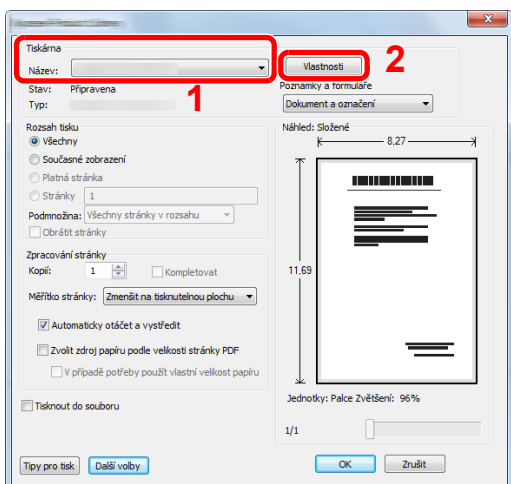 Tiskárna
Název:
Vlastnosti
2
1
Stav: Připravena
Poznámky a formuláře
Typ:
Dokument a označení
Rozsah tisku
Všechny
Současné zobrazení
Platná stránka
Stránky 1
Podmnožina: Všechny stránky v rozsahu
Obrátit stránky
Zpracování stránky
Kopií: 1 Kompletovat
Měřítko stránky: Zmenšit na tisknutelnou plochu
Automaticky otáčet a vystředit
Zvolit zdroj papíru podle velikosti stránky PDF
V případě potřeby použít vlastní velikost papíru
Tisknout do souboru
Náhled: Složené
8,27
11,69
Jednotky: Palce Zvětšení: 96%
1/1
Tipy pro tisk
Další volby
OK
Zrušit